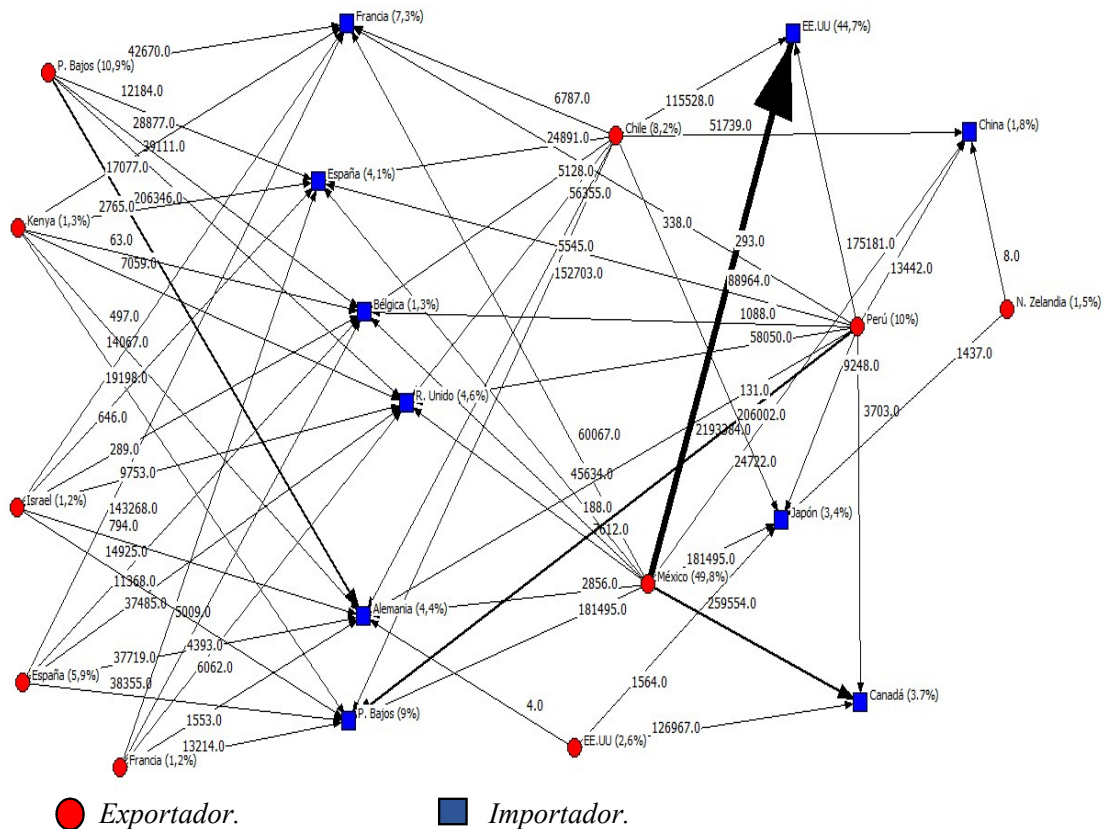 Francia (7,3%)
EE.UU (44,7%)
42670.0
P. Bajos (10,9%)
12184.0
6787.0
115528.0
28877.0
Chile (8,2%)
51739.0
China (1,8%)
24891.0
39111.0
17077.0
España (4,1%)
5128.0
56355.0
206346.0
2765.0
Kenya (1,3%)
338.0
63.0
5545.0
293.0
175181.0
7059.0
152703.0
13442.0
8.0
88964.0
Bélgica (1,3%)
N. Zelandia (1,5%)
497.0
1088.0
Perú (10%)
14067.0
58050.0
1437.0
9248.0
19198.0
131.0
R. Unido (4,6%)
646.0
206002.0
3703.0
2193384.0
60067.0
289.0
24722.0
9753.0
45634.0
Israel (1,2%)
143268.0
188.0
Japón (3,4%)
794.0
7612.0
14925.0
181495.0
11368.0
2856.0
México (49,8%)
37485.0
5009.0
Alemania (4,4%)
181495.0
259554.0
4393.0
37719.0
6062.0
España (5,9%)
38355.0
1564.0
Canadá (3.7%)
P. Bajos (9%)
4.0
1553.0
126967.0
EE.UU (2,6%)
13214.0
Francia (1,2%)
Exportador.
Importador.